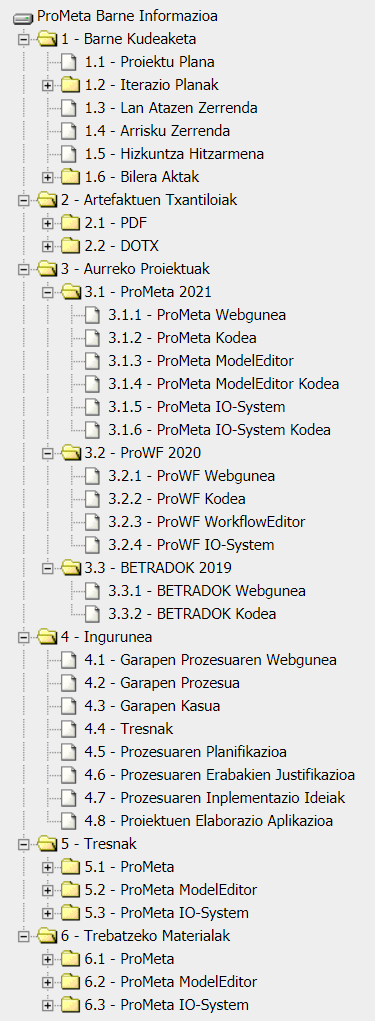 ProMeta Barne Informazioa
1 - Barne Kudeaketa
1.1 - Proiektu Plana
1.2 - Iterazio Planak
1.3 - Lan Atazen Zerrenda
1.4 - Arrisku Zerrenda
1.5 - Hizkuntza Hitzarmena
1.6 - Bilera Aktak
2 - Artefaktuen Txantiloiak
2.1 - PDF
2.2 - DOTX
3 - Aurreko Proiektuak
3.1 - ProMeta 2021
3.1.1 - ProMeta Webgunea
3.1.2 - ProMeta Kodea
3.1.3 - ProMeta ModelEditor
3.1.4 - ProMeta ModelEditor Kodea
3.1.5 - ProMeta IO-System
3.1.6 - ProMeta IO-System Kodea
3.2 - ProWF 2020
3.2.1 - ProWF Webgunea
3.2.2 - ProWF Kodea
3.2.3 - ProWF WorkflowEditor
3.2.4 - ProWF IO-System
3.3 - BETRADOK 2019
3.3.1 - BETRADOK Webgunea
3.3.2 - BETRADOK Kodea
4 - Ingurunea
4.1 - Garapen Prozesuaren Webgunea
4.2 - Garapen Prozesua
4.3 - Garapen Kasua
4.4 - Tresnak
4.5 - Prozesuaren Planifikazioa
4.6 - Prozesuaren Erabakien Justifikazioa
4.7 - Prozesuaren Inplementazio Ideiak
4.8 - Proiektuen Elaborazio Aplikazioa
5 - Tresnak
5.1 - ProMeta
5.2 - ProMeta ModelEditor
5.3 - ProMeta IO-System
6 - Trebatzeko Materialak
6.1 - ProMeta
6.2 - ProMeta ModelEditor
6.3 - ProMeta IO-System